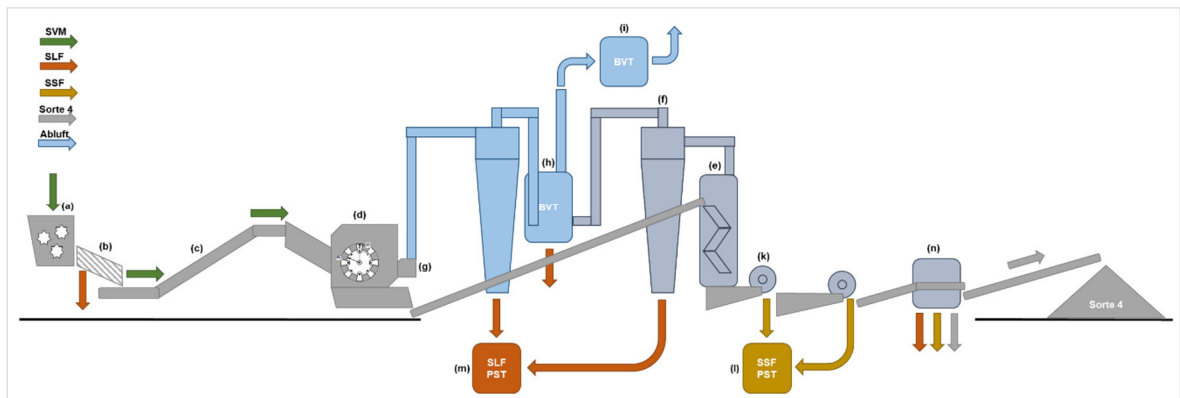 SVM
SLF
SSF
Sorte 4
Abluft
(a)
(b)
(c)
(d)
(g)
(h)
BVT
(i)
BVT
(f)
(e)
(k)
(n)
Sorte 4
(m)
SLF
PST
(l)
SSF
PST